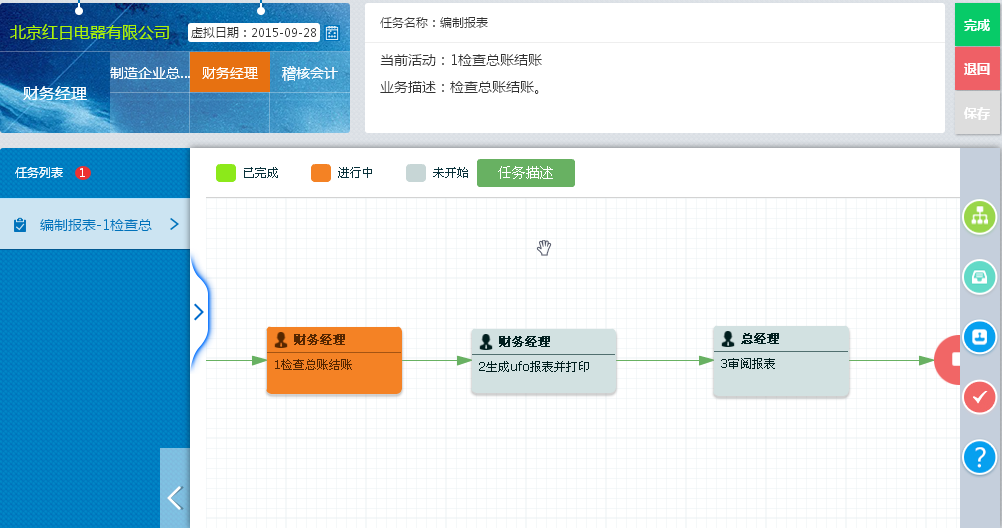 北京红日电器有限公司
虚拟日期：2015-09-28
财务经理
制造企业总...
财务经理
稽核会计
任务名称：编制报表
当前活动：1检查总账结账
业务描述：检查总账结账。
完成
退回
保存
任务列表 1
编制报表-1检查总
已完成
进行中
未开始
任务描述
财务经理
1检查总账结账
财务经理
2生成ufo报表并打印
总经理
3审阅报表
?